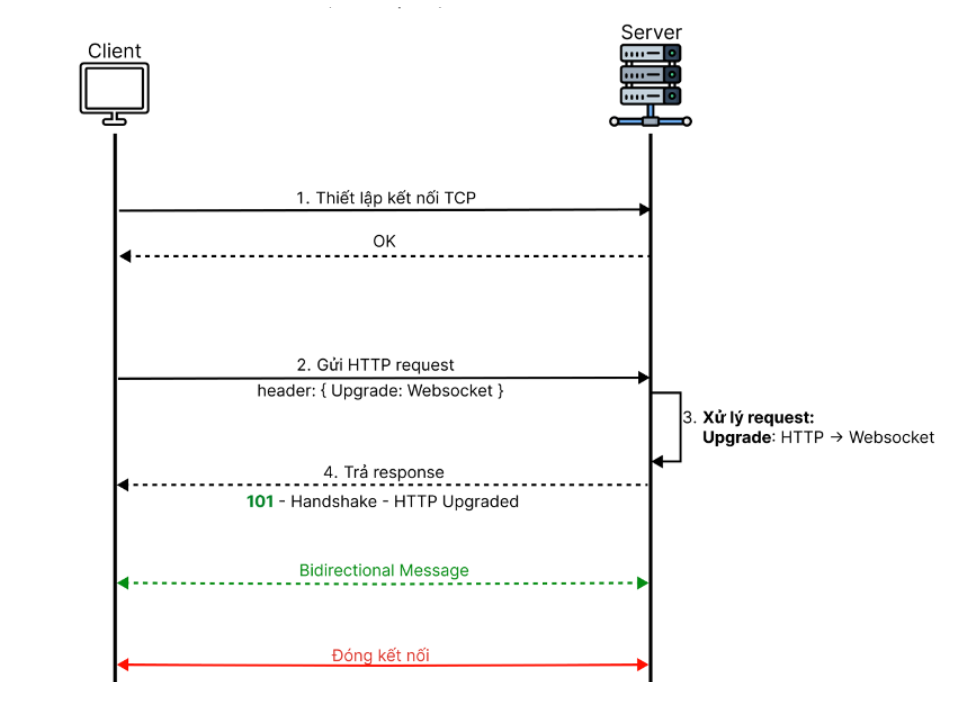 Server
Client
1. Thiết lập kết nối TCP
OK
2. Gửi HTTP request
header: { Upgrade: Websocket }
3. Xử lý request:
Upgrade: HTTP → Websocket
4. Trả response
101 - Handshake - HTTP Upgraded
Bidirectional Message
Đóng kết nối